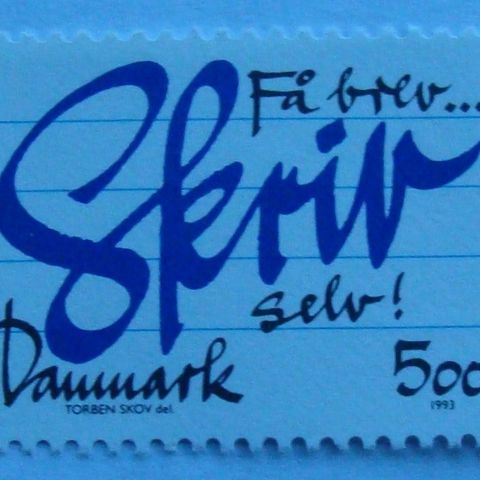 Få brev...
Skriv
selv!
Danmark 500
TORBEN SKOV del. 1993